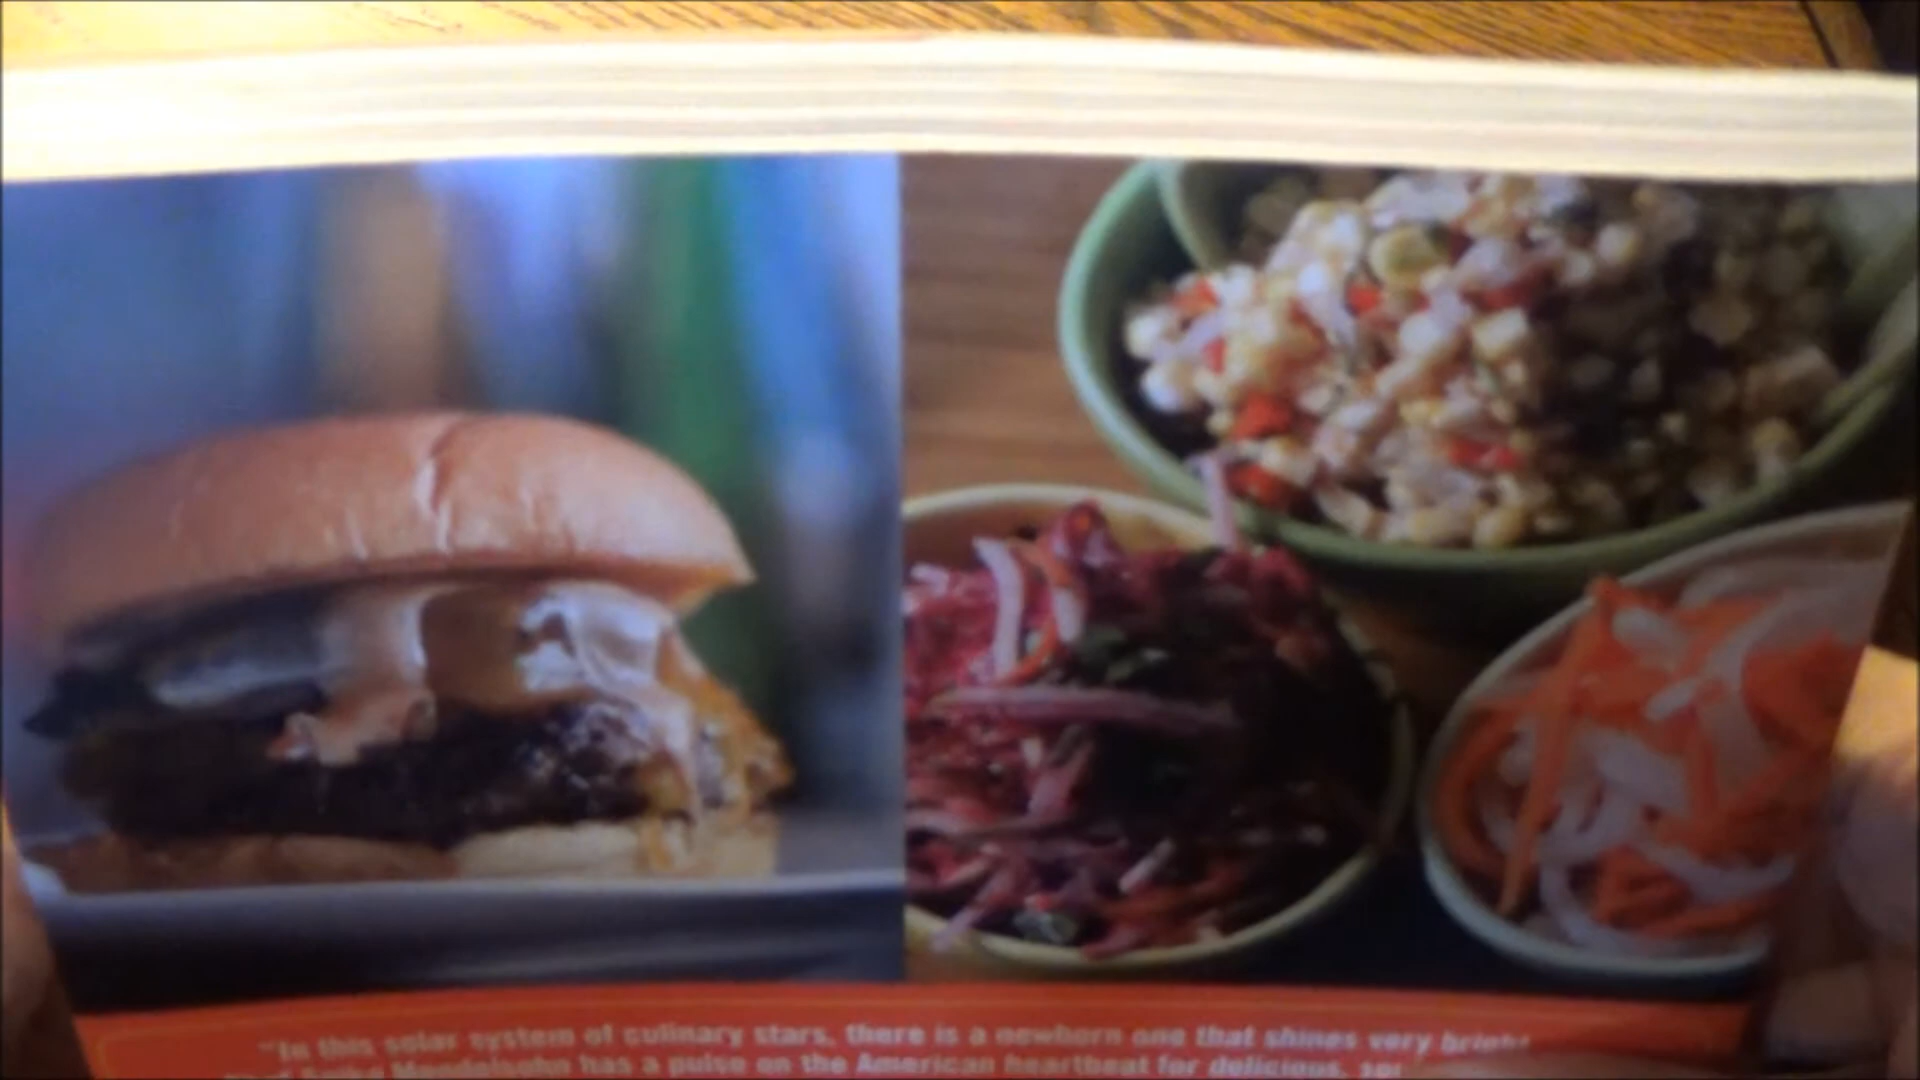 "In this solar system of culinary stars, there is a newborn one that shines very bright
Spike Mendelsohn has a pulse on the American heartbeat for delicious,